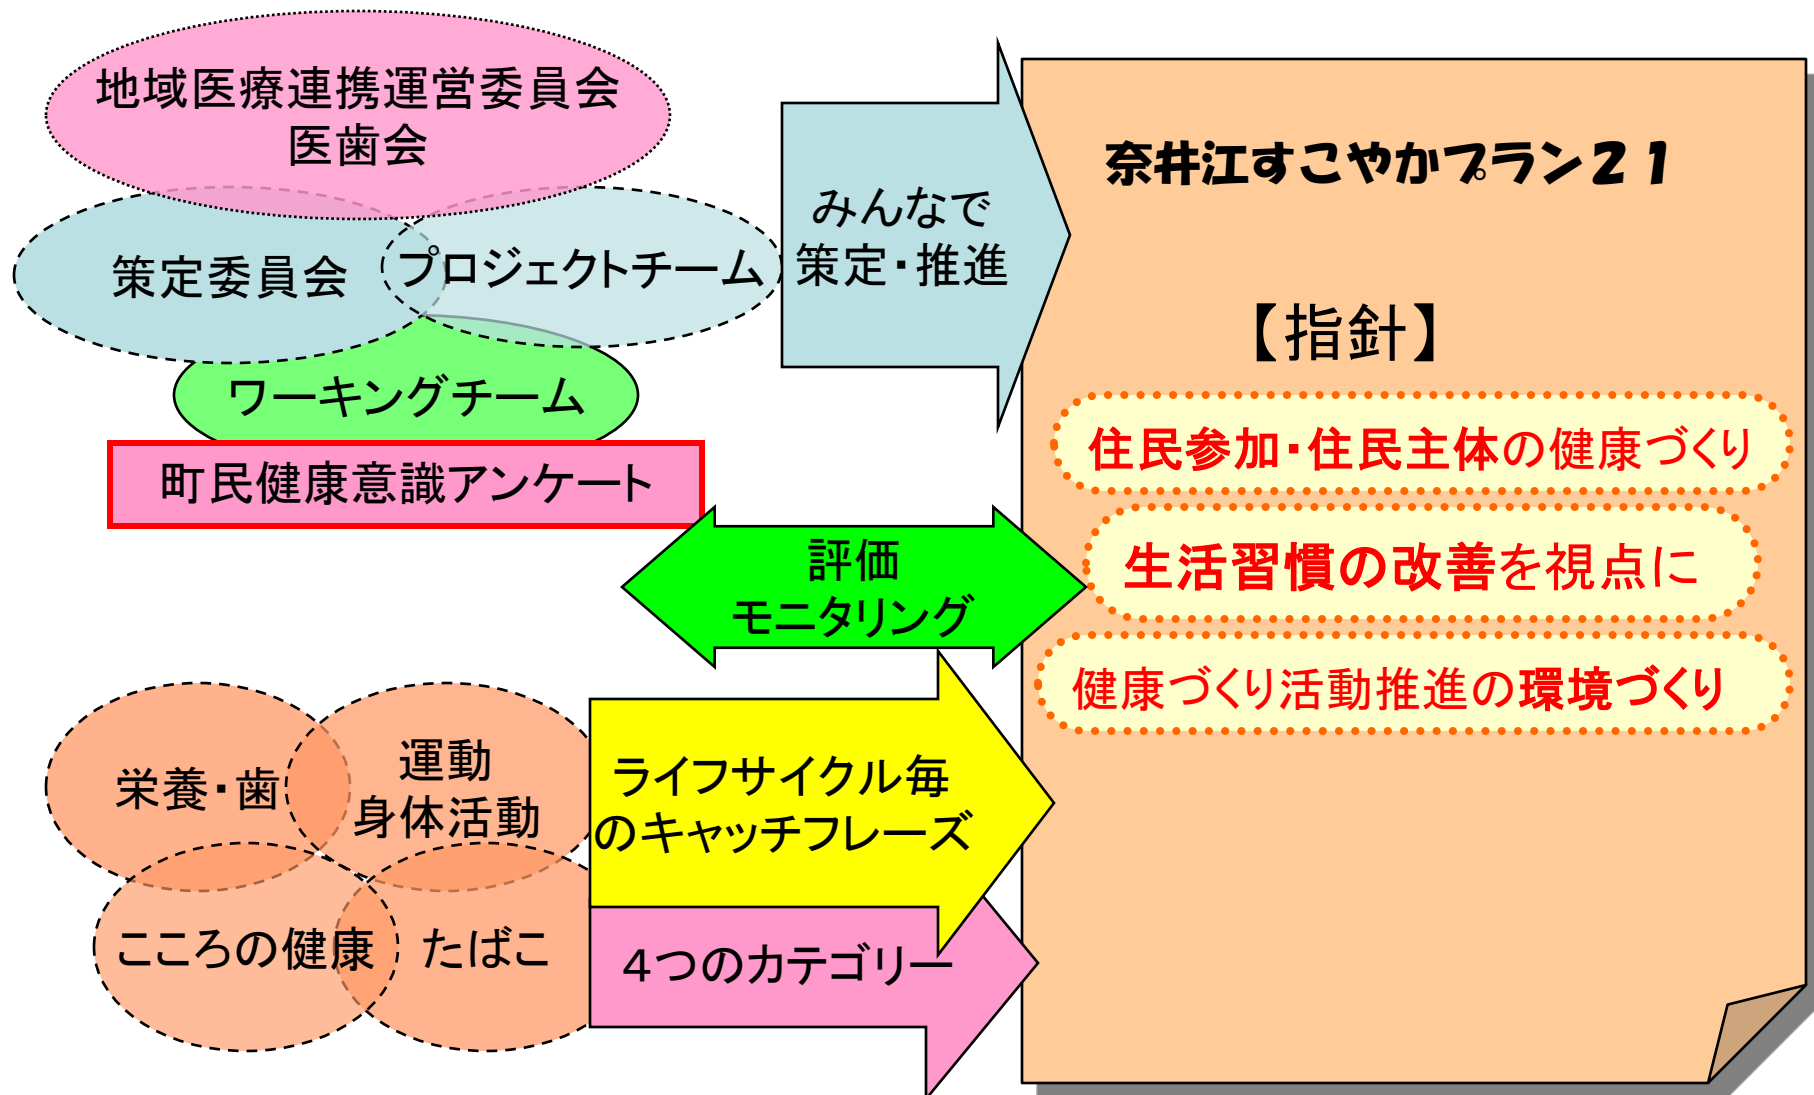 地域医療連携運営委員会
医歯会
策定委員会
プロジェクトチーム
ワーキングチーム
町民健康意識アンケート
みんなで
策定・推進
評価
モニタリング
栄養・歯
運動
身体活動
こころの健康
たばこ
ライフサイクル毎
のキャッチフレーズ
４つのカテゴリー
奈井江すこやかプラン２１
【指針】
住民参加・住民主体の健康づくり
生活習慣の改善を視点に
健康づくり活動推進の環境づくり